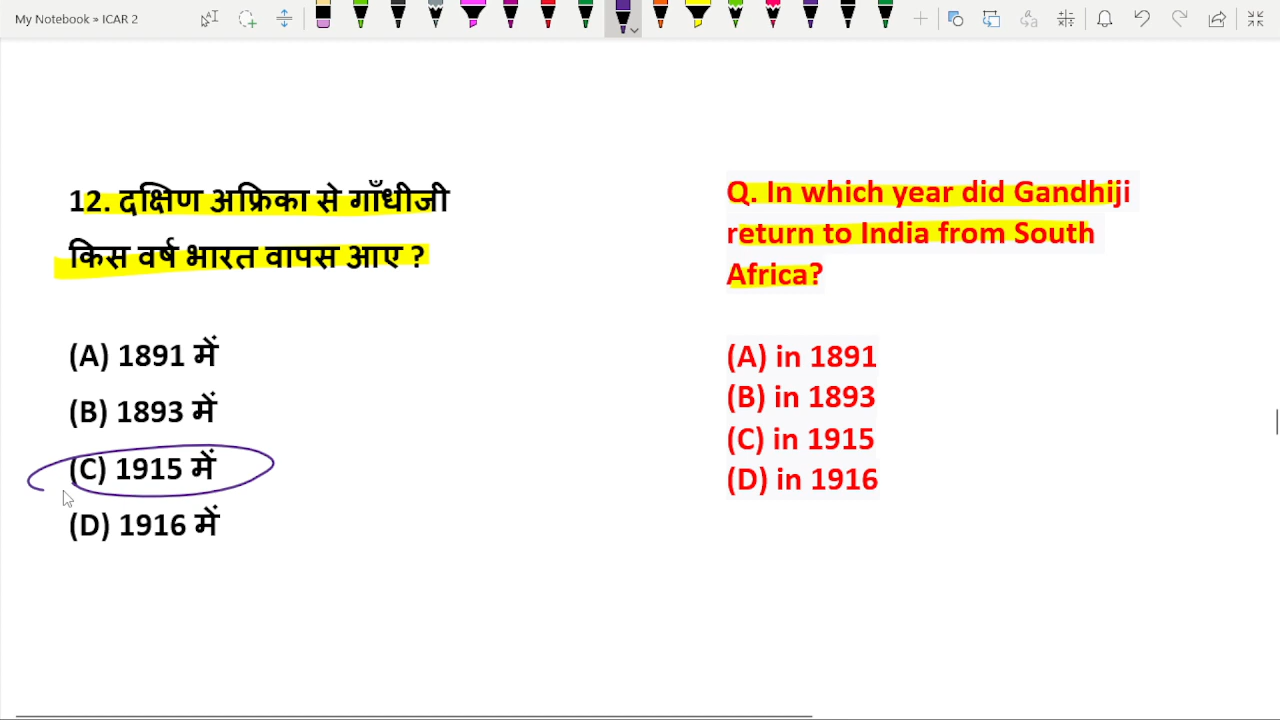 My Notebook » ICAR 2
12. दक्षिण अफ्रिका से गाँधीजी
किस वर्ष भारत वापस आए ?
(A) 1891 में
(B) 1893 में
(C) 1915 में
(D) 1916 में
Q. In which year did Gandhiji
return to India from South
Africa?
(A) in 1891
(B) in 1893
(C) in 1915
(D) in 1916